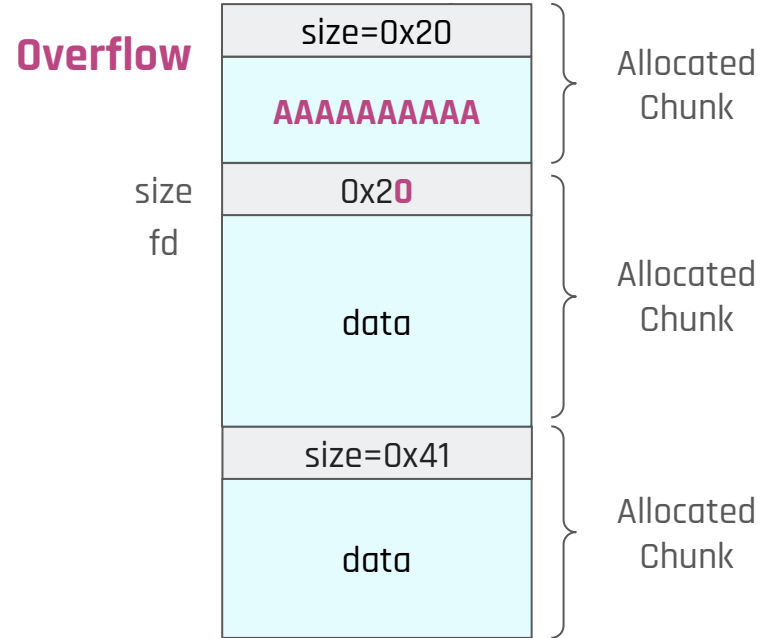 size=0x20
Overflow
Allocated
Chunk
AAAAAAAAAA
size
0x20
fd
Allocated
Chunk
data
size=0x41
Allocated
Chunk
data